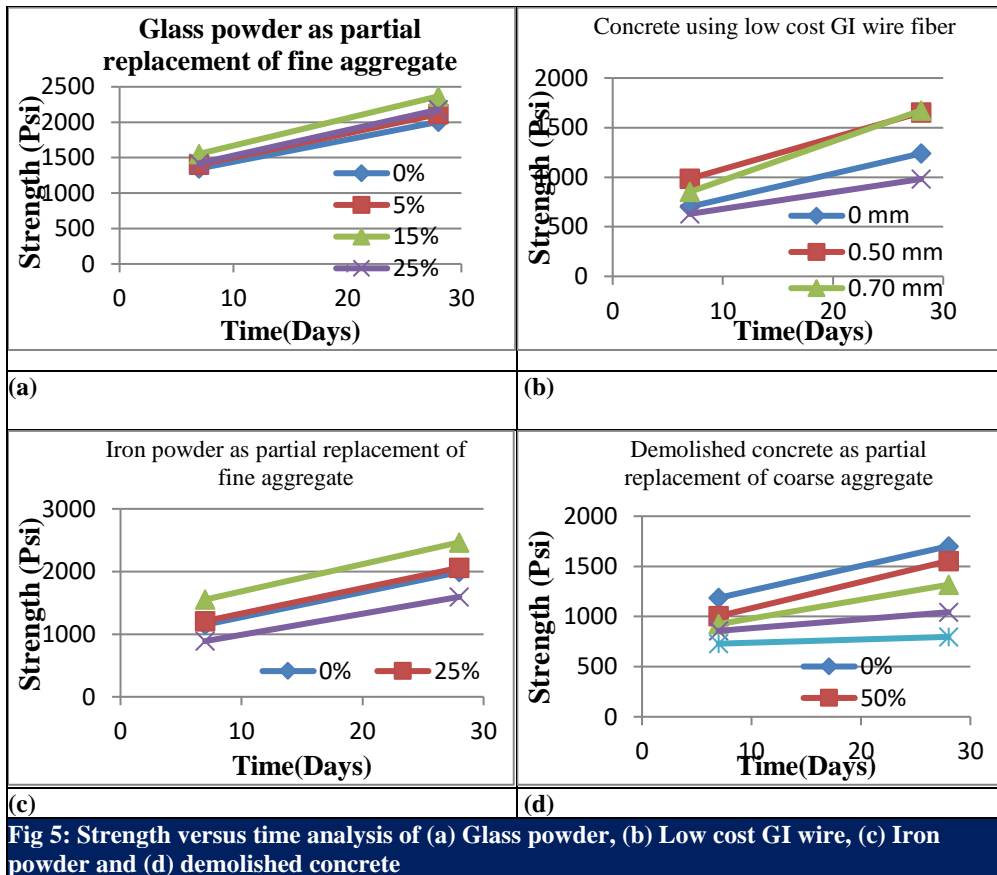 Glass powder as partial
replacement of fine aggregate
Strength (Psi)
2500
2000
1500
1000
500
0
0%
5%
15%
25%
0
10
20
30
Time(Days)
Concrete using low cost GI wire fiber
Strength (Psi)
2000
1500
1000
500
0
0 mm
0.50 mm
0.70 mm
0
10
20
30
Time(Days)
(a)
(b)
Iron powder as partial replacement of
fine aggregate
Strength (Psi)
3000
2000
1000
0
0%
25%
0
10
20
30
Time(Days)
Demolished concrete as partial
replacement of coarse aggregate
Strength (Psi)
2000
1500
1000
500
0
0%
50%
0
10
20
30
Time(Days)
(c)
(d)
Fig 5: Strength versus time analysis of (a) Glass powder, (b) Low cost GI wire, (c) Iron
powder and (d) demolished concrete